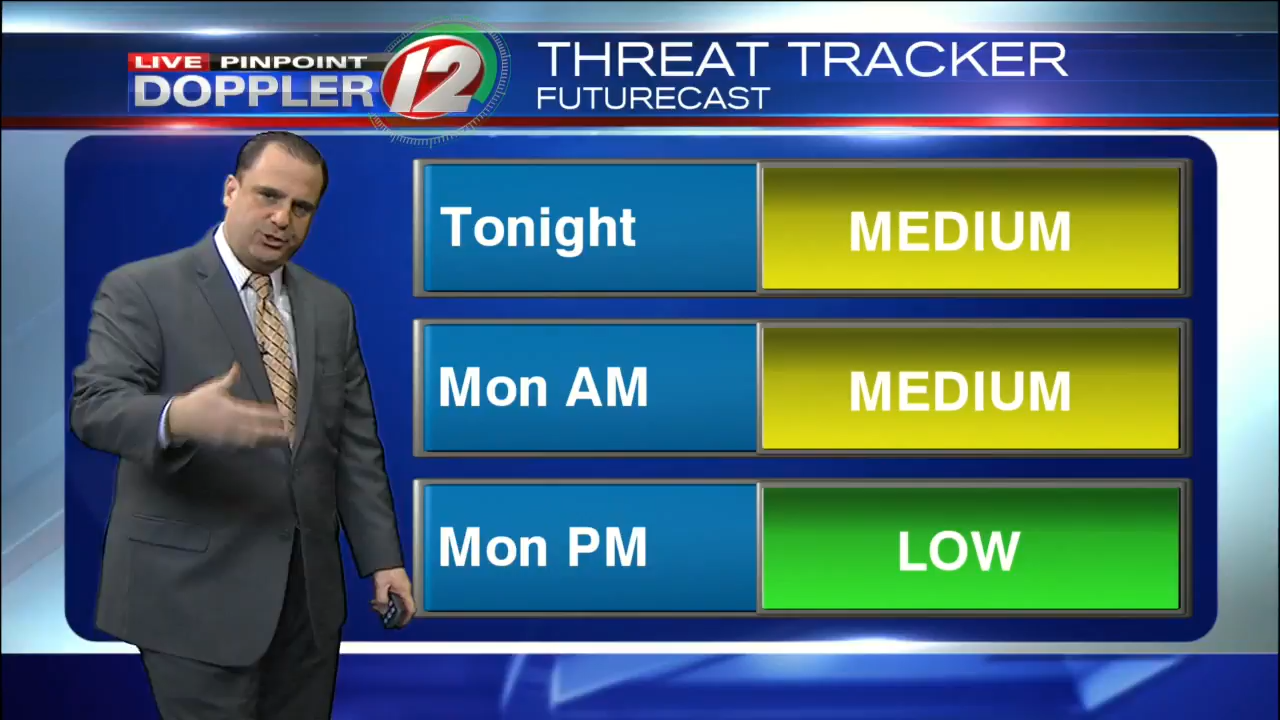 LIVE PINPOINT
DOPPLER 12
THREAT TRACKER
FUTURECAST
Tonight MEDIUM
Mon AM MEDIUM
Mon PM LOW